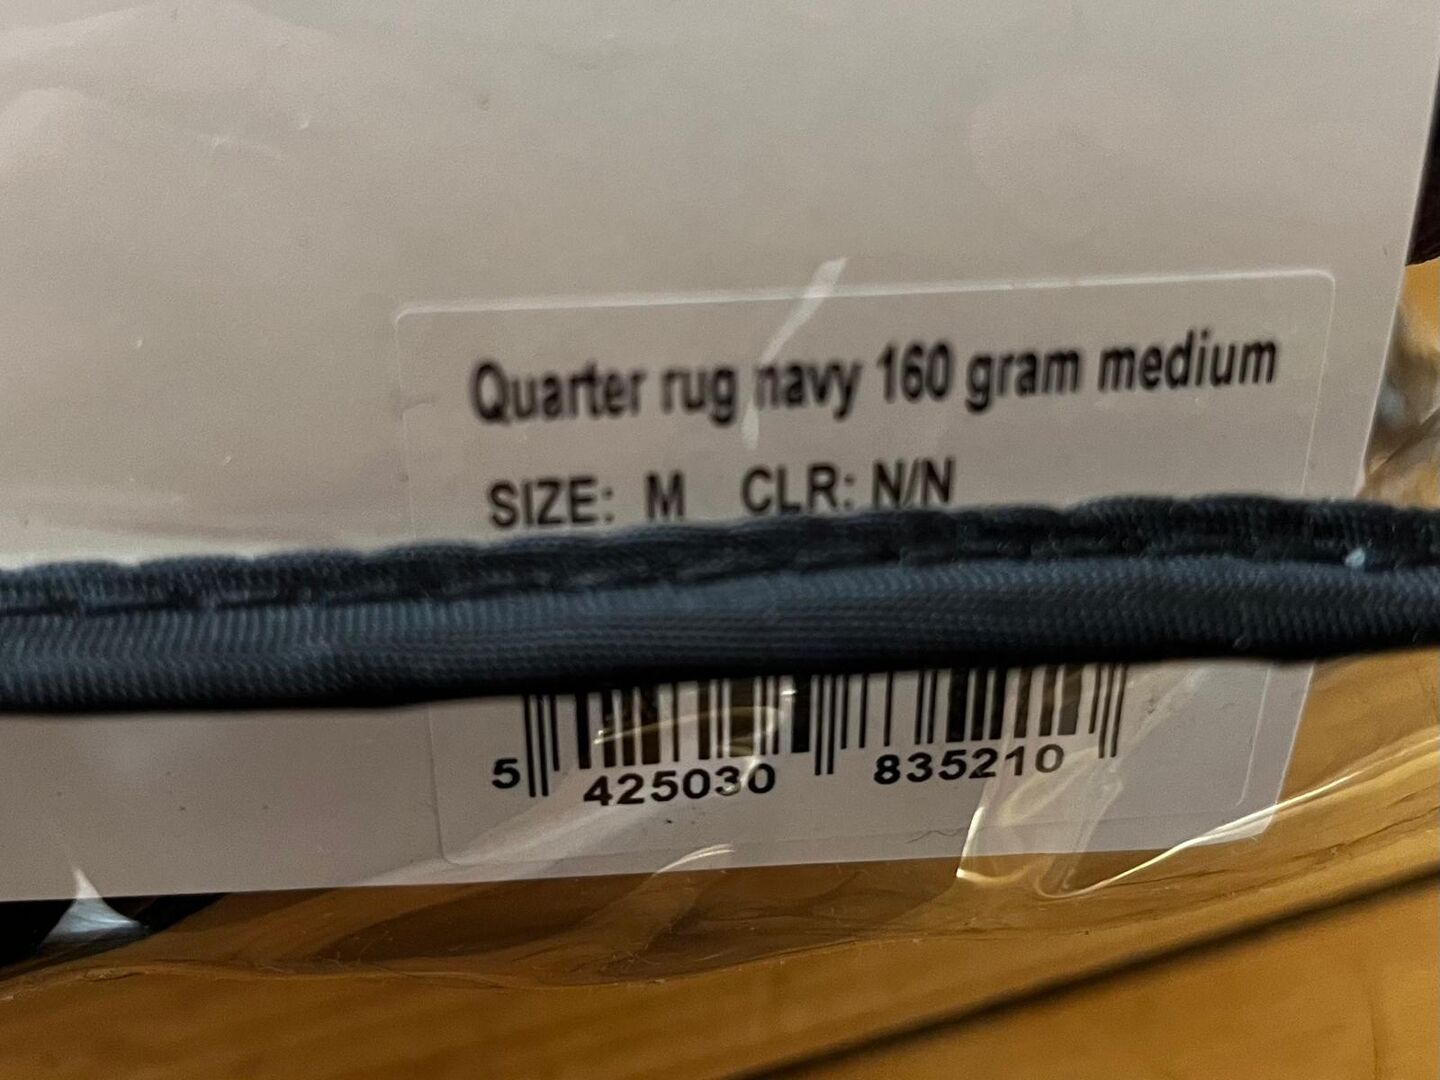 Quarter rug navy 160 gram medium
SIZE: M CLR: N/N
5 425030 835210